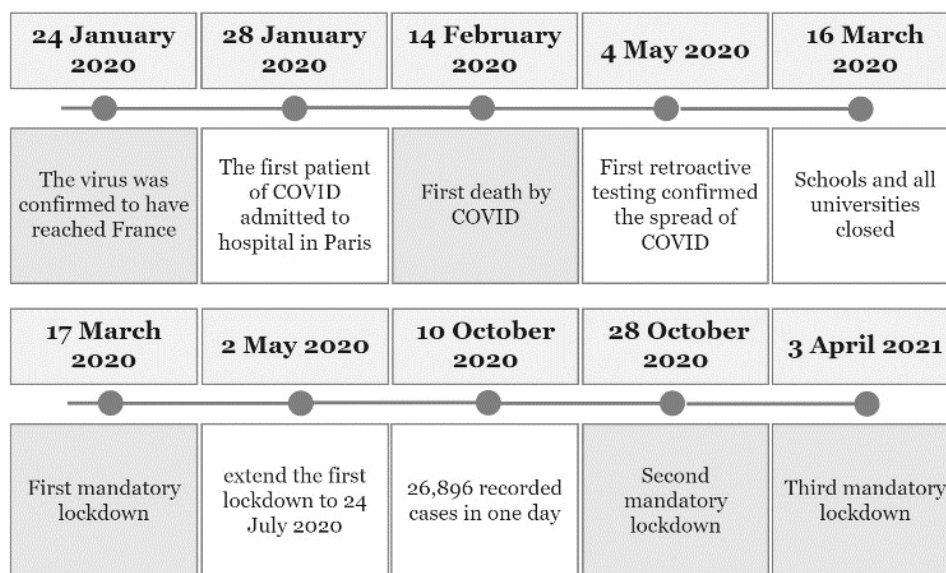 24 January
2020
28 January
2020
14 February
2020
4 May 2020
16 March
2020
The virus was
confirmed to have
reached France
The first patient
of COVID
admitted to
hospital in Paris
First death by
COVID
First retroactive
testing confirmed
the spread of
COVID
Schools and all
universities
closed
17 March
2020
2 May 2020
10 October
2020
28 October
2020
3 April 2021
First mandatory
lockdown
extend the first
lockdown to 24
July 2020
26,896 recorded
cases in one day
Second
mandatory
lockdown
Third mandatory
lockdown